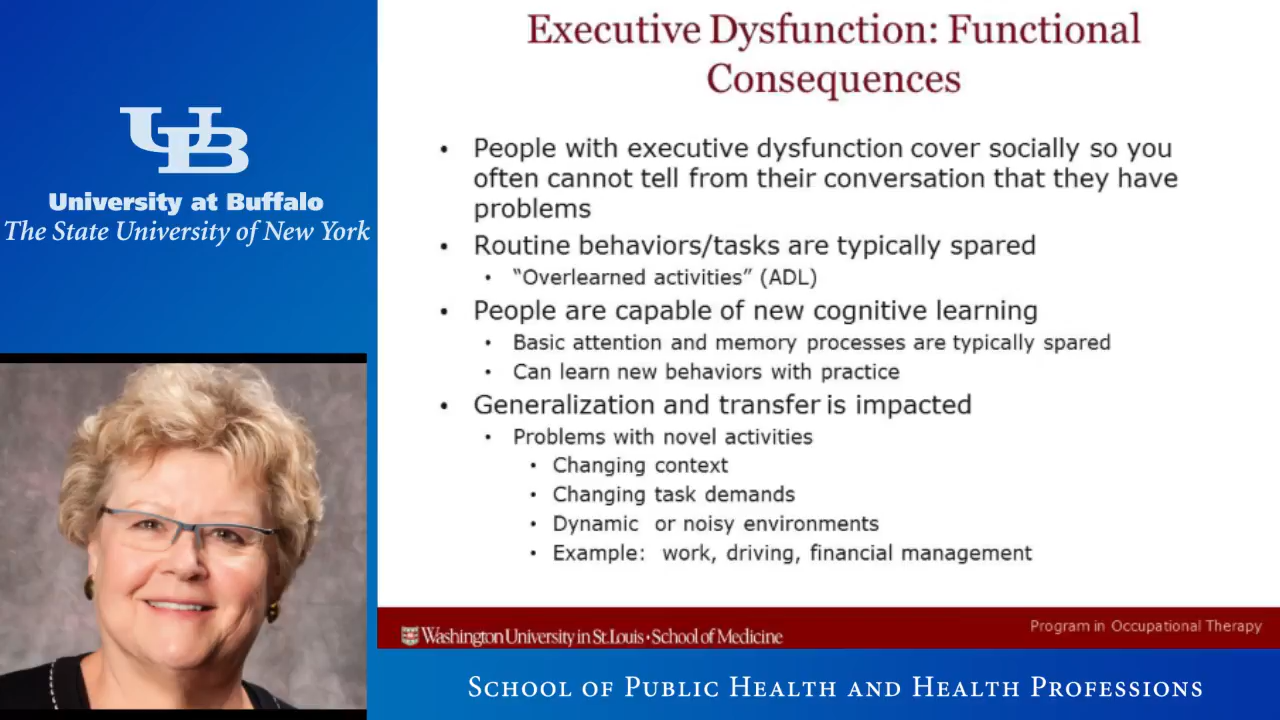 UB
University at Buffalo
The State University of New York
Executive Dysfunction: Functional
Consequences
• People with executive dysfunction cover socially so you
often cannot tell from their conversation that they have
problems
• Routine behaviors/tasks are typically spared
• “Overlearned activities” (ADL)
• People are capable of new cognitive learning
• Basic attention and memory processes are typically spared
• Can learn new behaviors with practice
• Generalization and transfer is impacted
• Problems with novel activities
• Changing context
• Changing task demands
• Dynamic or noisy environments
• Example: work, driving, financial management
Washington University in St. Louis • School of Medicine
Program in Occupational Therapy
School of Public Health and Health Professions